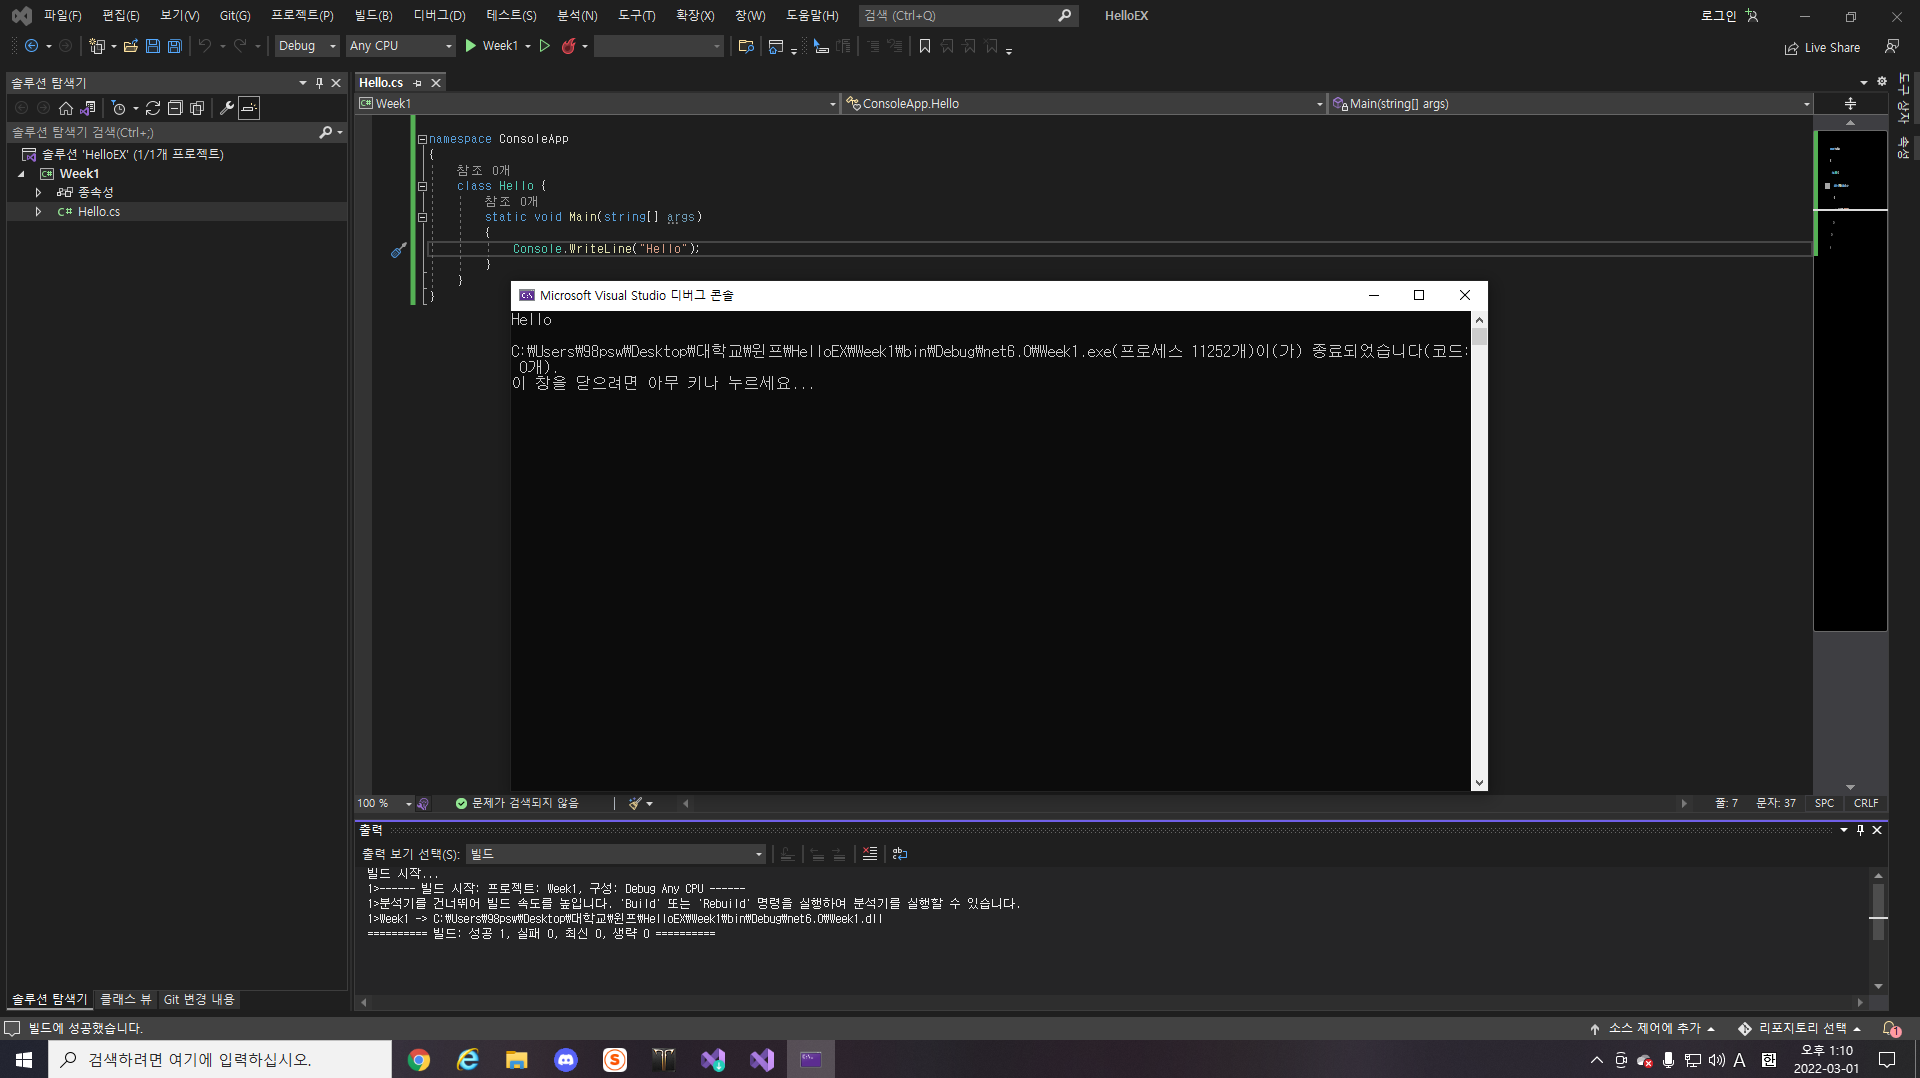 파일(F) 편집(E) 보기(V) Git(G) 프로젝트(P) 빌드(B) 디버그(D) 테스트(S) 분석(N) 도구(T) 확장(X) 창(W) 도움말(H) 검색 (Ctrl+Q) HelloEX 로그인
Debug Any CPU Week1 Live Share
솔루션 탐색기
솔루션 탐색기 검색(Ctrl+;)
솔루션 'HelloEX' (1/1개 프로젝트)
C# Week1
종속성
C# Hello.cs
Hello.cs
C# Week1 ConsoleApp.Hello Main(string[] args)
namespace ConsoleApp
{
참조 0개
class Hello {
참조 0개
static void Main(string[] args)
{
Console.WriteLine("Hello");
}
}
}
도구 상자
속성
Microsoft Visual Studio 디버그 콘솔
Hello
C:₩Users₩98psw₩Desktop₩대학교₩윈프₩HelloEX₩Week1₩bin₩Debug₩net6.0₩Week1.exe(프로세스 11252개)이(가) 종료되었습니다(코드:
0개).
이 창을 닫으려면 아무 키나 누르세요...
100 % 문제가 검색되지 않음 줄: 7 문자: 37 SPC CRLF
출력
출력 보기 선택(S): 빌드
빌드 시작...
1>------ 빌드 시작: 프로젝트: Week1, 구성: Debug Any CPU ------
1>분석기를 건너뛰어 빌드 속도를 높입니다. 'Build' 또는 'Rebuild' 명령을 실행하여 분석기를 실행할 수 있습니다.
1>Week1 -> C:₩Users₩98psw₩Desktop₩대학교₩윈프₩HelloEX₩Week1₩bin₩Debug₩net6.0₩Week1.dll
========== 빌드: 성공 1, 실패 0, 최신 0, 생략 0 ==========
솔루션 탐색기 클래스 뷰 Git 변경 내용
빌드에 성공했습니다. 소스 제어에 추가 리포지토리 선택 1
검색하려면 여기에 입력하십시오. A 한 오후 1:10
2022-03-01